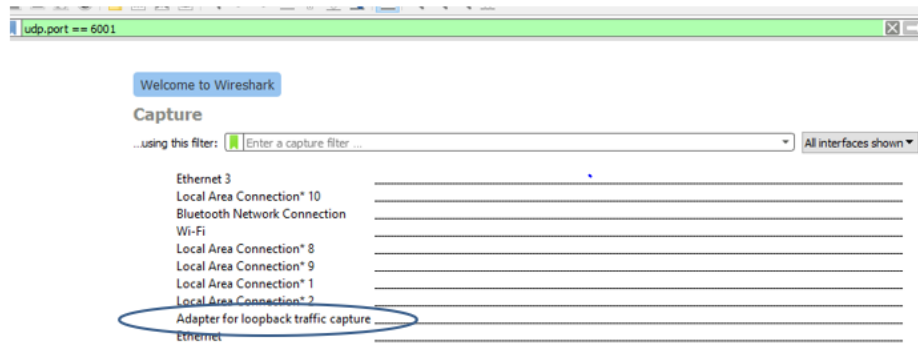 udp.port == 6001
Welcome to Wireshark
Capture
...using this filter: Enter a capture filter ... All interfaces shown
Ethernet 3
Local Area Connection* 10
Bluetooth Network Connection
Wi-Fi
Local Area Connection* 8
Local Area Connection* 9
Local Area Connection* 1
Local Area Connection* 2
Adapter for loopback traffic capture
Ethernet